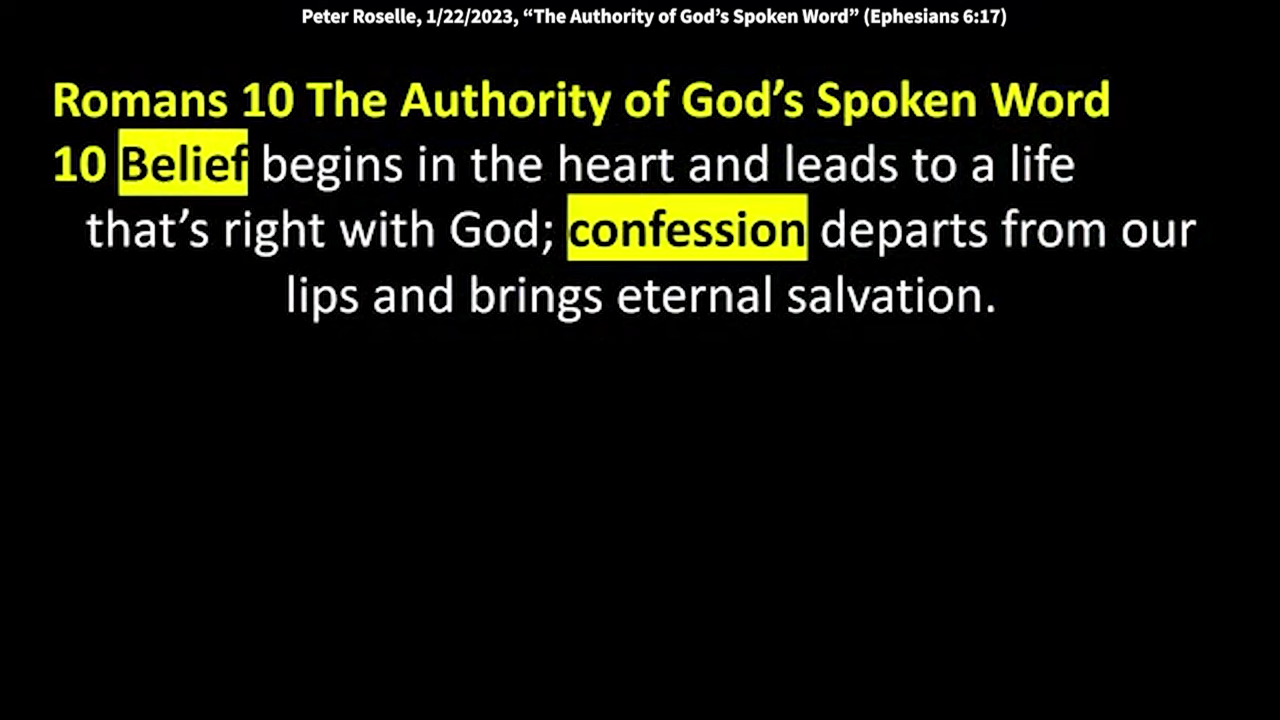 Peter Roselle, 1/22/2023, “The Authority of God’s Spoken Word” (Ephesians 6:17)
Romans 10 The Authority of God’s Spoken Word
10 Belief begins in the heart and leads to a life
that’s right with God; confession departs from our
lips and brings eternal salvation.